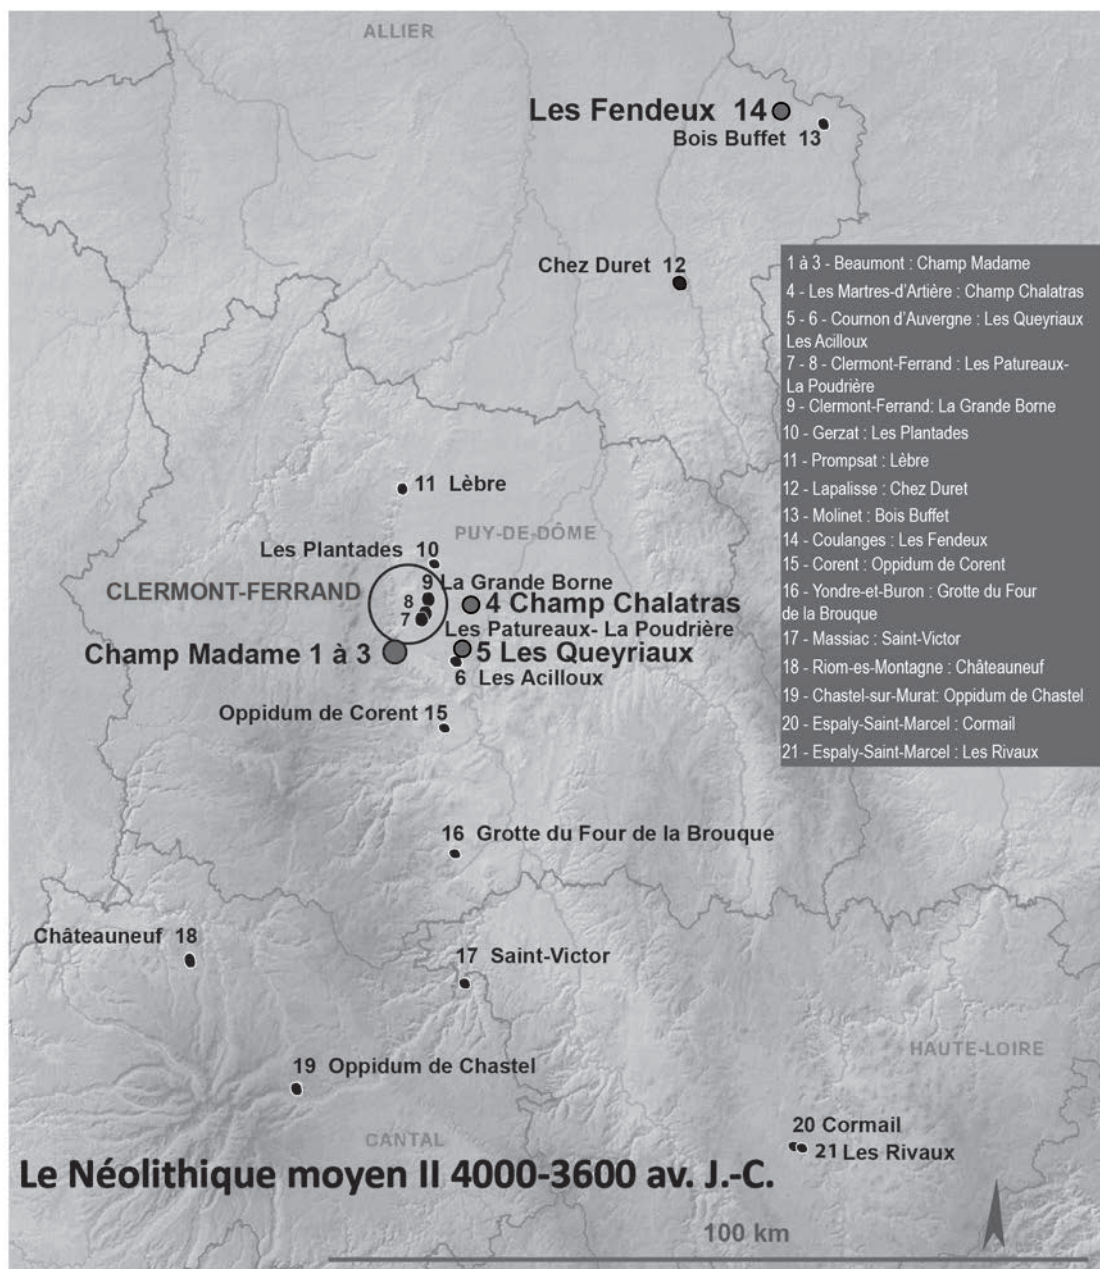 ALLIER
Les Fendeux 14
Bois Buffet 13
Chez Duret 12
1 à 3 - Beaumont : Champ Madame
4 - Les Martres-d'Artière : Champ Chalatras
5 - 6 - Cournon d'Auvergne : Les Queyriaux
Les Acilloux
7 - 8 - Clermont-Ferrand : Les Patureaux-
La Poudrière
9 - Clermont-Ferrand: La Grande Borne
10 - Gerzat : Les Plantades
11 - Prompsat : Lèbre
12 - Lapalisse : Chez Duret
13 - Molinet : Bois Buffet
14 - Coulanges : Les Fendeux
15 - Corent : Oppidum de Corent
16 - Yondre-et-Buron : Grotte du Four
de la Brouque
17 - Massiac : Saint-Victor
18 - Riom-es-Montagne : Châteauneuf
19 - Chastel-sur-Murat: Oppidum de Chastel
20 - Espaly-Saint-Marcel : Cormail
21 - Espaly-Saint-Marcel : Les Rivaux
11 Lèbre
PUY-DE-DÔME
Les Plantades 10
CLERMONT-FERRAND
9 La Grande Borne
8
4 Champ Chalatras
7
Les Patureaux- La Poudrière
Champ Madame 1 à 3
5 Les Queyriaux
6 Les Acilloux
Oppidum de Corent 15
16 Grotte du Four de la Brouque
Châteauneuf 18
17 Saint-Victor
HAUTE-LOIRE
19 Oppidum de Chastel
CANTAL
20 Cormail
21 Les Rivaux
Le Néolithique moyen II 4000-3600 av. J.-C.
100 km